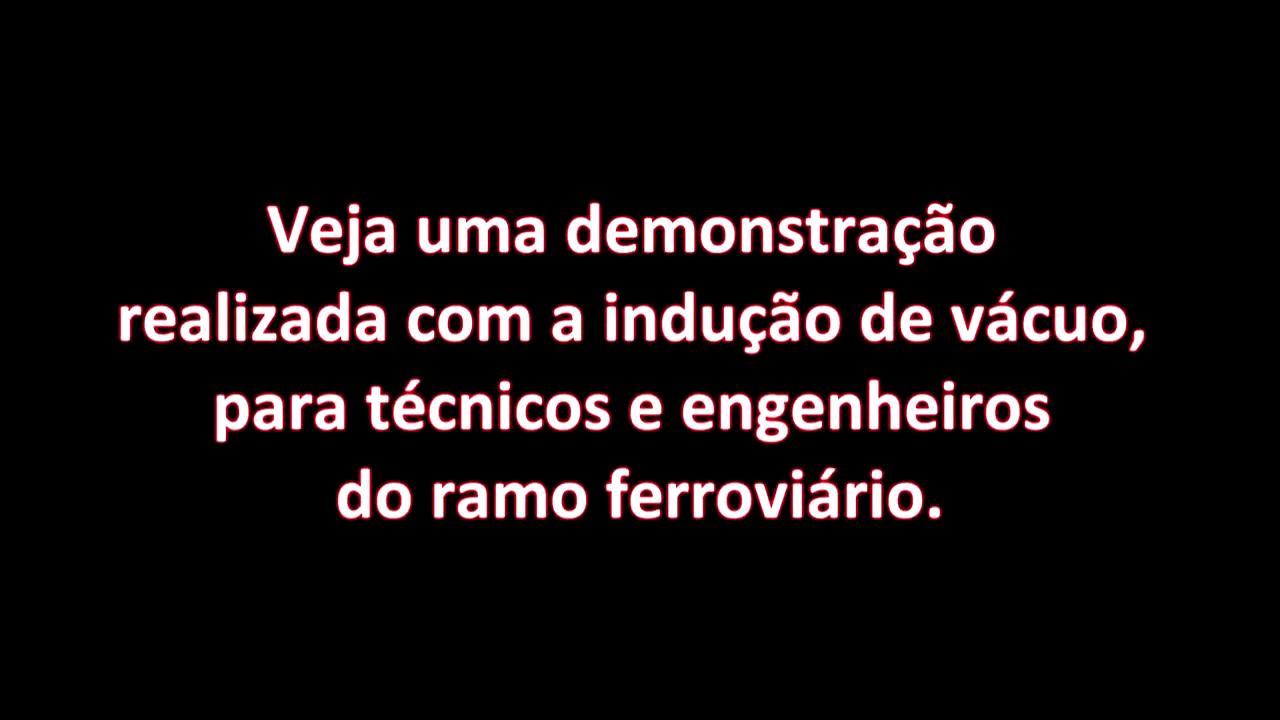 Veja uma demonstração
realizada com a indução de vácuo,
para técnicos e engenheiros
do ramo ferroviário.